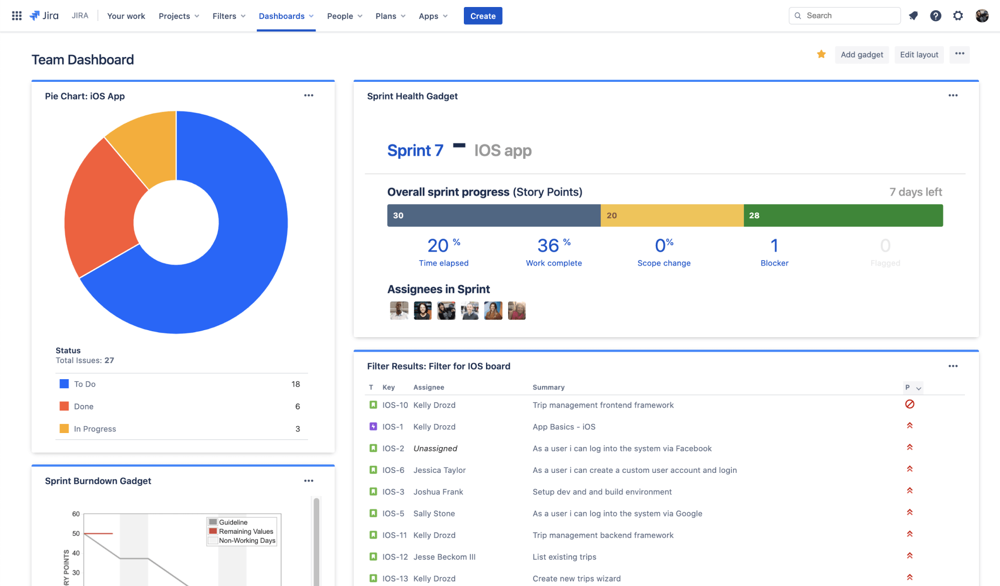 Jira JIRA Your work Projects Filters Dashboards People Plans Apps Create Search
Team Dashboard
Add gadget Edit layout
Pie Chart: iOS App
Status
Total Issues: 27
To Do 18
Done 6
In Progress 3
Sprint Burndown Gadget
60
50
40
30
RY POINTS
Guideline
Remaining Values
Non-Working Days
Sprint Health Gadget
Sprint 7 - IOS app
Overall sprint progress (Story Points) 7 days left
30 20 28
20 % 36 % 0% 1 0
Time elapsed Work complete Scope change Blocker Flagged
Assignees in Sprint
Filter Results: Filter for IOS board
T Key Assignee Summary P
IOS-10 Kelly Drozd Trip management frontend framework
IOS-1 Kelly Drozd App Basics - iOS
IOS-2 Unassigned As a user i can log into the system via Facebook
IOS-6 Jessica Taylor As a user i can create a custom user account and login
IOS-3 Joshua Frank Setup dev and and build environment
IOS-5 Sally Stone As a user i can log into the system via Google
IOS-11 Kelly Drozd Trip management backend framework
IOS-12 Jesse Beckom III List existing trips
IOS-13 Kelly Drozd Create new trips wizard